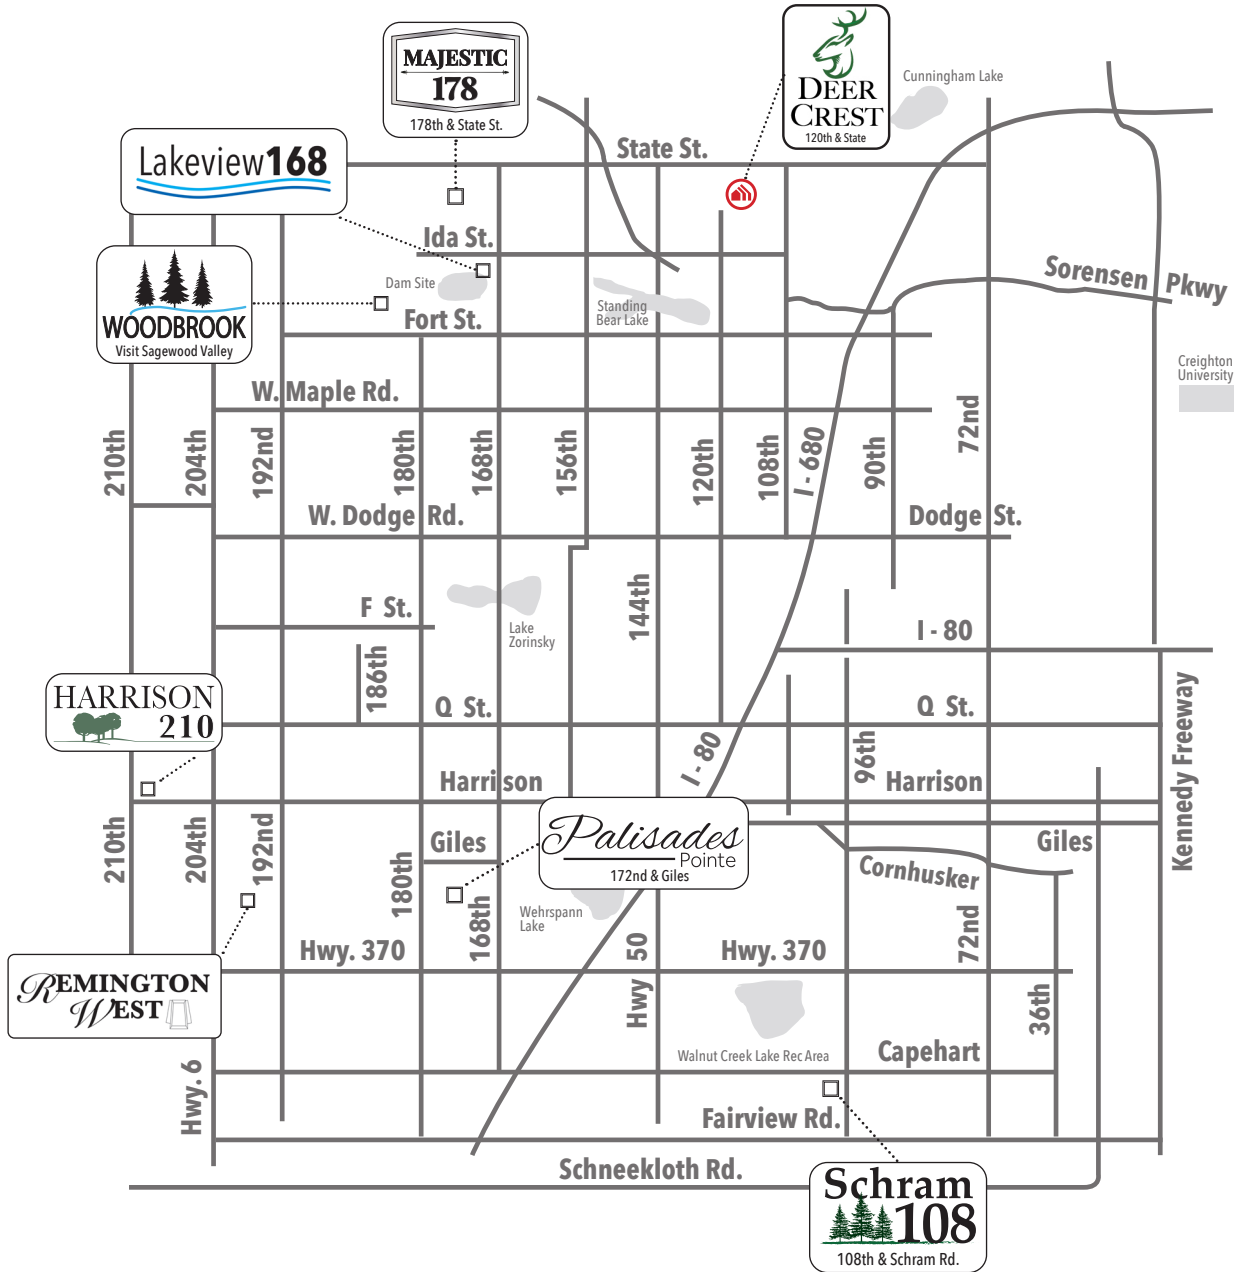 MAJESTIC
178
178th & State St.
DEER
CREST
120th & State
Cunningham Lake
Lakeview168
State St.
Ida St.
Dam Site
Standing
Bear Lake
Sorensen Pkwy
WOODBROOK
Visit Sagewood Valley
Fort St.
Creighton
University
W. Maple Rd.
210th
204th
192nd
180th
168th
156th
120th
108th
I - 680
90th
72nd
W. Dodge Rd.
Dodge St.
F St.
Lake
Zorinsky
144th
I - 80
186th
HARRISON
210
Q St.
Q St.
I - 80
96th
Kennedy Freeway
Harrison
Harrison
210th
204th
192nd
Giles
Palisades
Pointe
172nd & Giles
Giles
Cornhusker
180th
168th
Wehrspann
Lake
72nd
Hwy. 370
Hwy 50
Hwy. 370
REMINGTON
WEST
36th
Walnut Creek Lake Rec Area
Capehart
Hwy. 6
Fairview Rd.
Schneekloth Rd.
Schram
108
108th & Schram Rd.